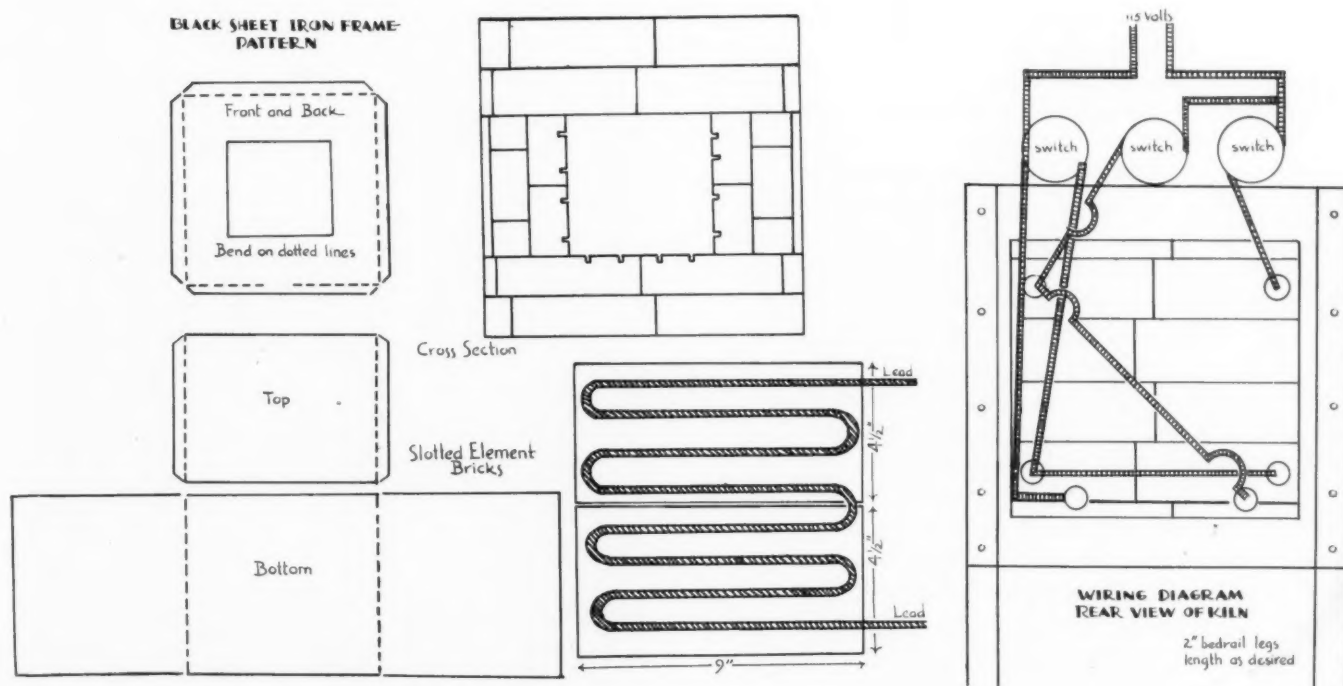 BLACK SHEET IRON FRAME-
PATTERN
Front and Back
Bend on dotted lines
Top
Bottom
Cross Section
Slotted Element
Bricks
Lead
4½"
4½"
Lead
9"
115 Volts
switch
switch
switch
WIRING DIAGRAM
REAR VIEW OF KILN
2" bedrail legs
length as desired